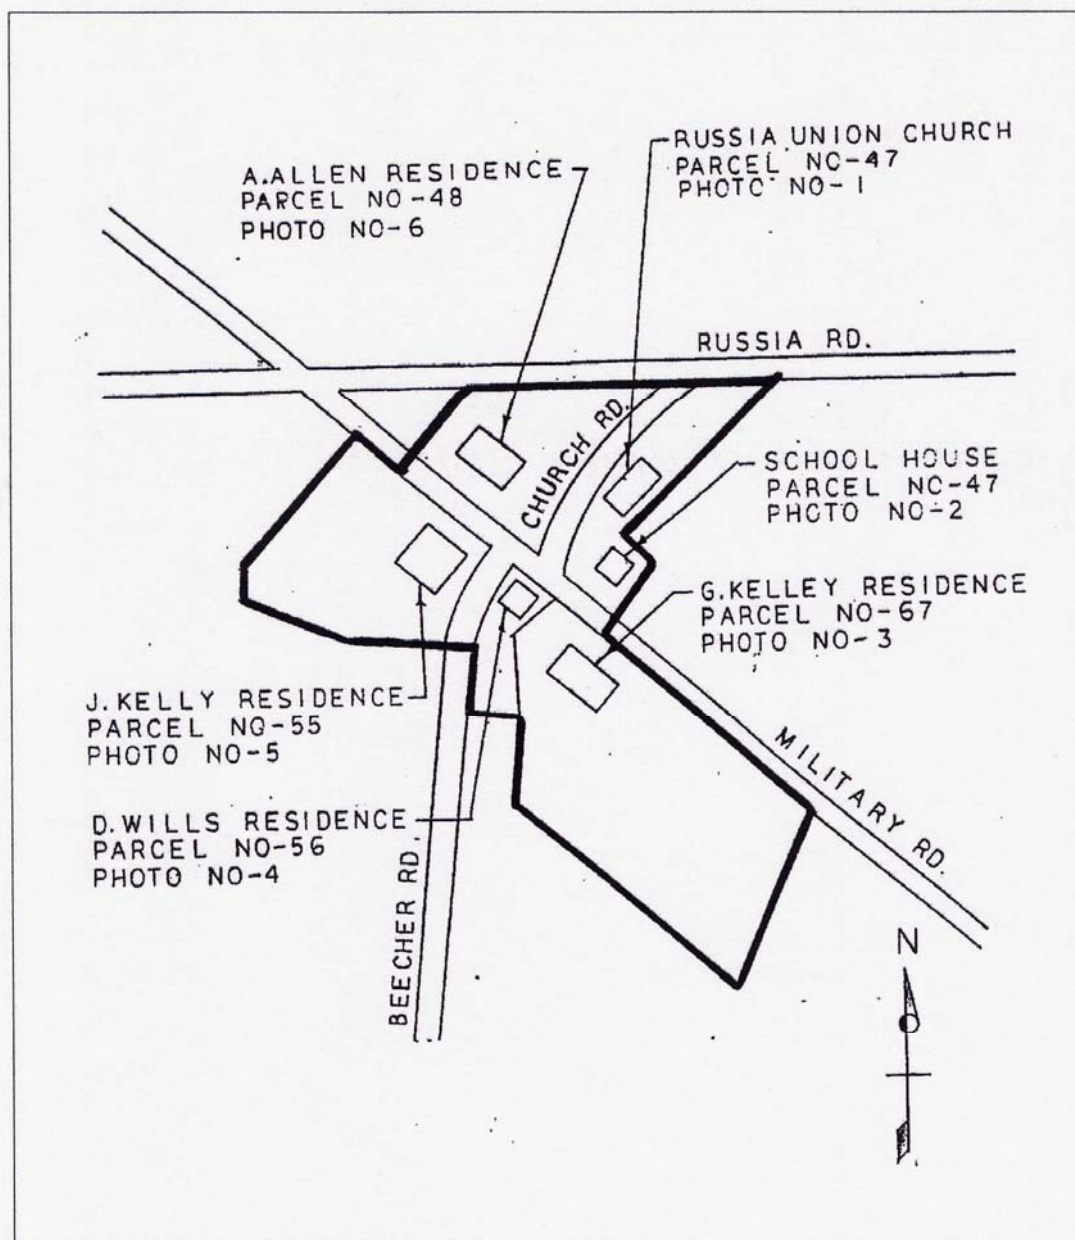 RUSSIA UNION CHURCH
PARCEL NO-47
PHOTO NO-1
A.ALLEN RESIDENCE
PARCEL NO-48
PHOTO NO-6
RUSSIA RD.
CHURCH RD.
SCHOOL HOUSE
PARCEL NO-47
PHOTO NO-2
G.KELLEY RESIDENCE
PARCEL NO-67
PHOTO NO-3
J.KELLY RESIDENCE
PARCEL NO-55
PHOTO NO-5
MILITARY RD.
D.WILLS RESIDENCE
PARCEL NO-56
PHOTO NO-4
BEECHER RD.
N